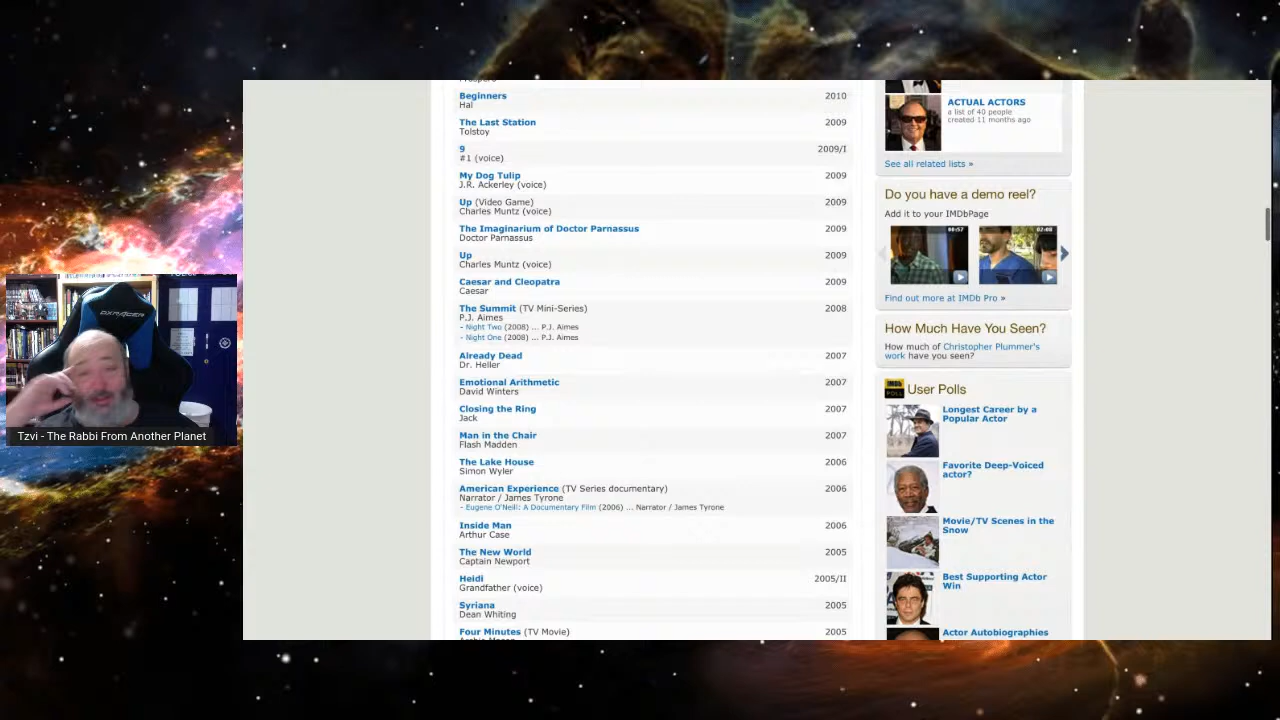 Beginners 2010
Hal
The Last Station 2009
Tolstoy
9 2009/I
#1 (voice)
My Dog Tulip 2009
J.R. Ackerley (voice)
Up (Video Game) 2009
Charles Muntz (voice)
The Imaginarium of Doctor Parnassus 2009
Doctor Parnassus
Up 2009
Charles Muntz (voice)
Caesar and Cleopatra 2009
Caesar
The Summit (TV Mini-Series) 2008
P.J. Aimes
- Night Two (2008) ... P.J. Aimes
- Night One (2008) ... P.J. Aimes
Already Dead 2007
Dr. Heller
Emotional Arithmetic 2007
David Winters
Closing the Ring 2007
Jack
Man in the Chair 2007
Flash Madden
The Lake House 2006
Simon Wyler
American Experience (TV Series documentary) 2006
Narrator / James Tyrone
- Eugene O'Neill: A Documentary Film (2006) ... Narrator / James Tyrone
Inside Man 2006
Arthur Case
The New World 2005
Captain Newport
Heidi 2005/II
Grandfather (voice)
Syriana 2005
Dean Whiting
Four Minutes (TV Movie) 2005
ACTUAL ACTORS
a list of 40 people
created 11 months ago
See all related lists »
Do you have a demo reel?
Add it to your IMDbPage
Find out more at IMDb Pro »
How Much Have You Seen?
How much of Christopher Plummer's
work have you seen?
User Polls
Longest Career by a
Popular Actor
Favorite Deep-Voiced
actor?
Movie/TV Scenes in the
Snow
Best Supporting Actor
Win
Actor Autobiographies
DXRACER
Tzvi - The Rabbi From Another Planet